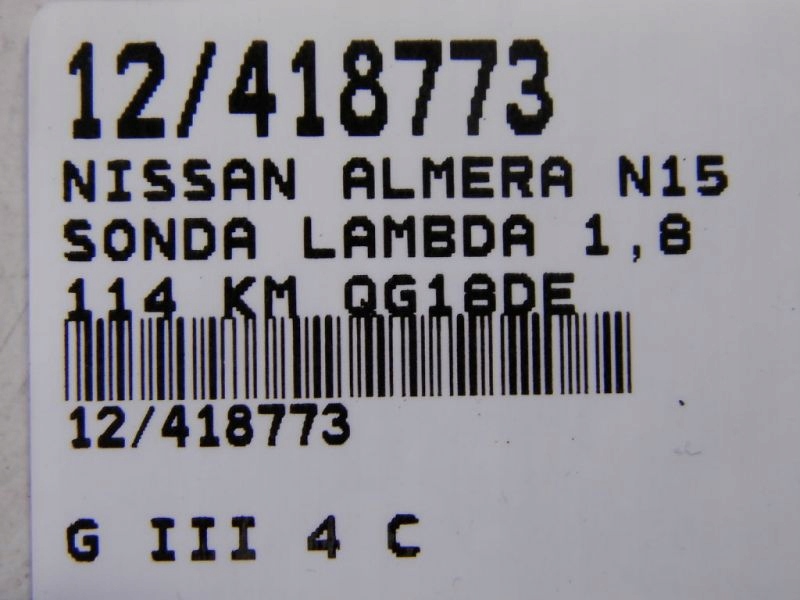 12/418773
NISSAN ALMERA N15
SONDA LAMBDA 1,8
114 KM QG18DE
12/418773
G III 4 C